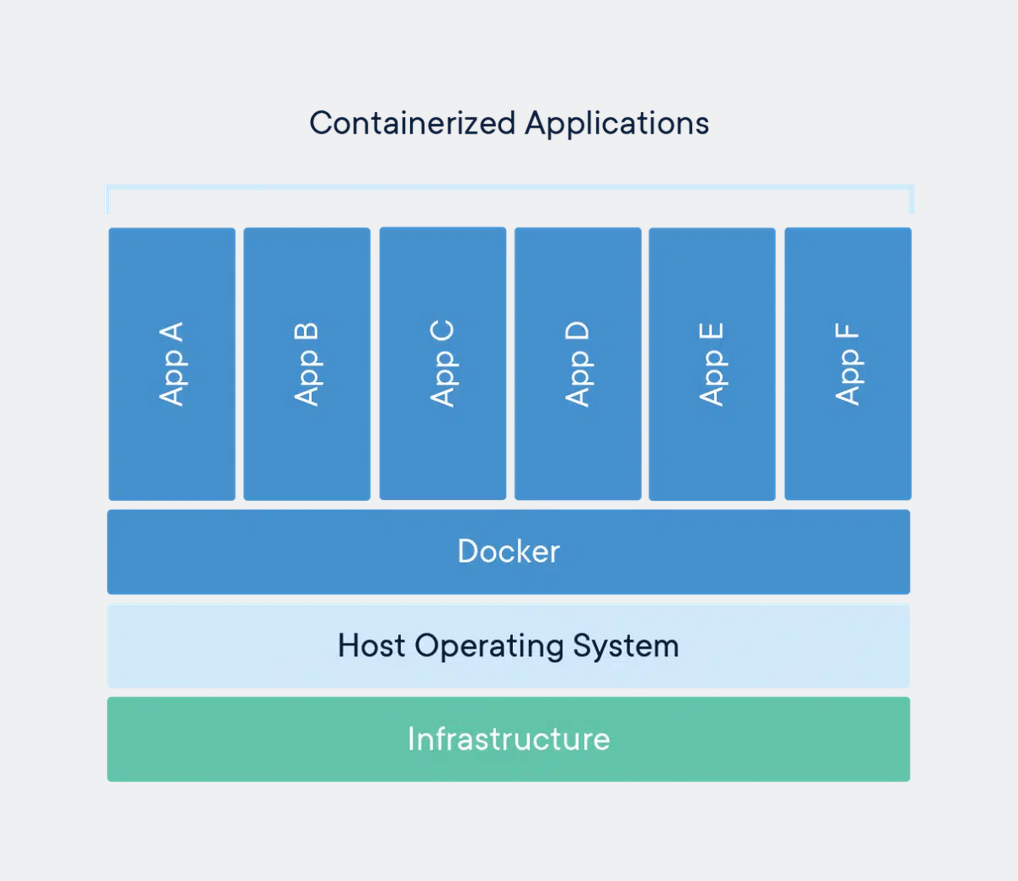 Containerized Applications
App A
App B
App C
App D
App E
App F
Docker
Host Operating System
Infrastructure